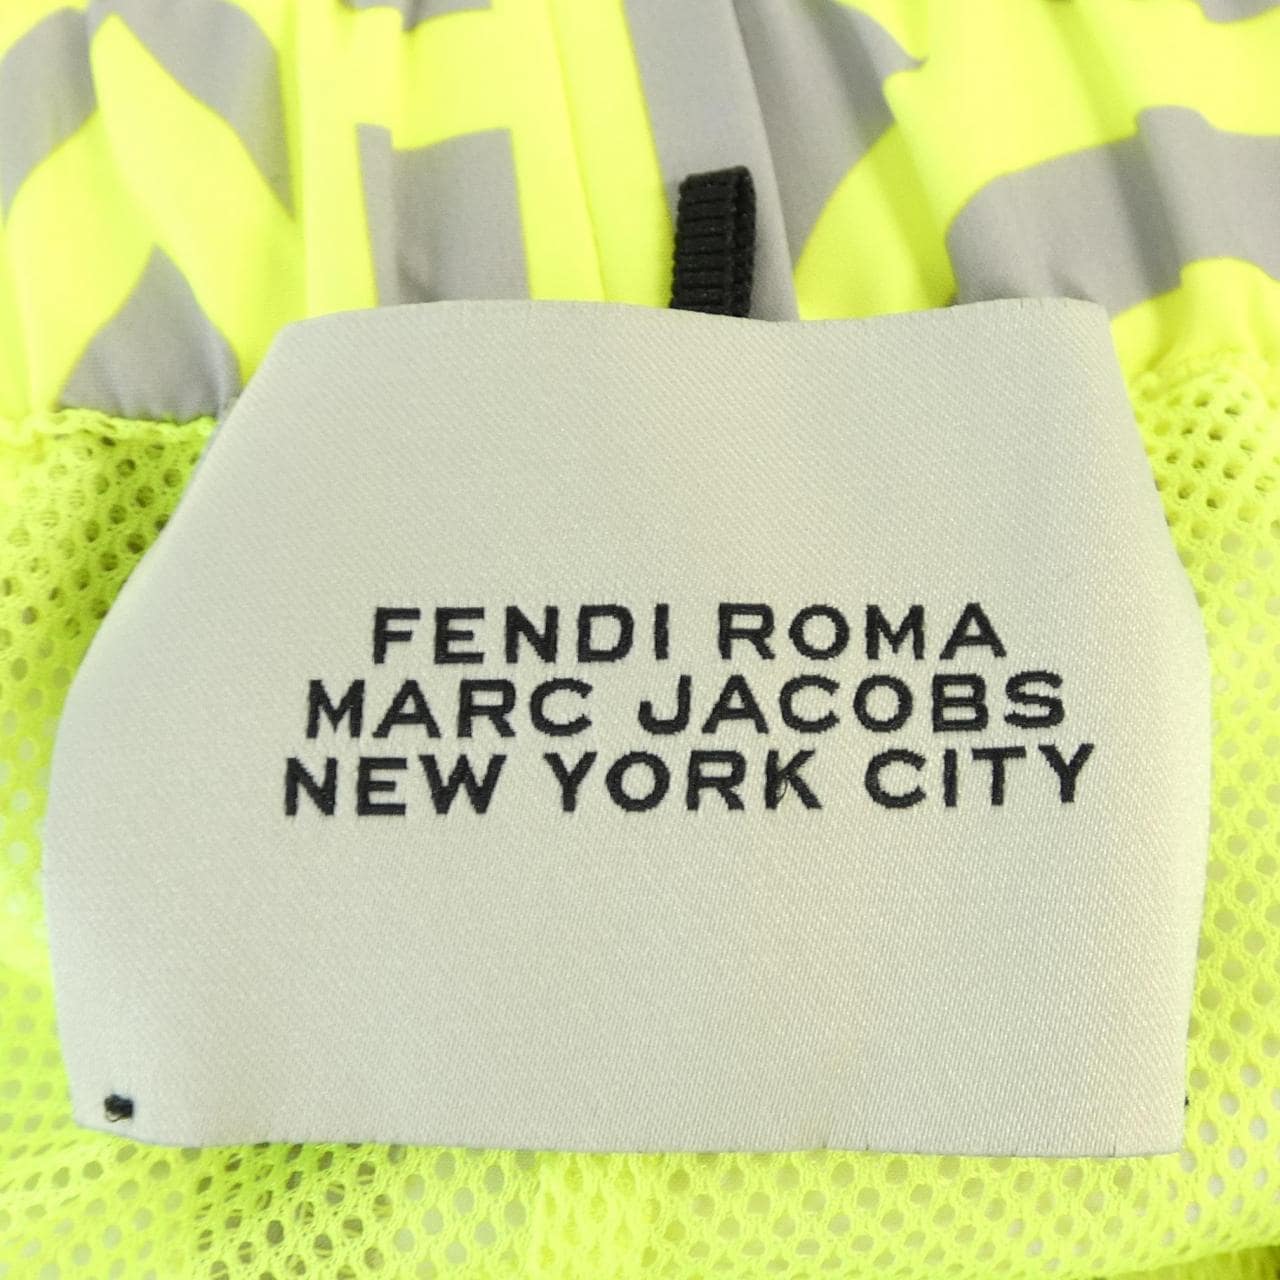 FENDI ROMA
MARC JACOBS
NEW YORK CITY